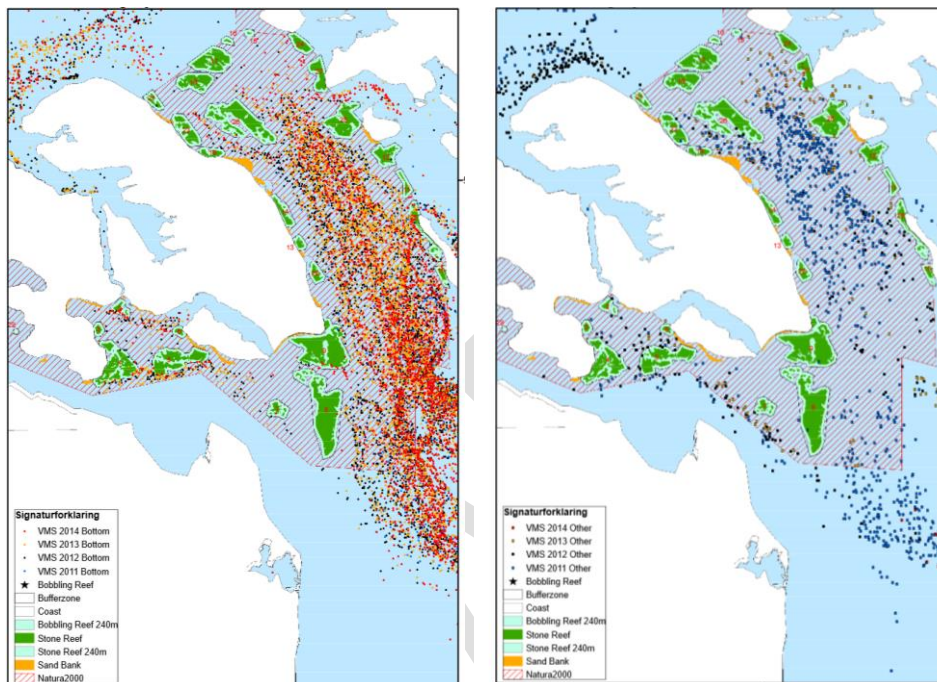 13
Signaturforklaring
VMS 2014 Bottom
VMS 2013 Bottom
VMS 2012 Bottom
VMS 2011 Bottom
Bobbling Reef
Bufferzone
Coast
Bobbling Reef 240m
Stone Reef
Stone Reef 240m
Sand Bank
Natura2000
13
Signaturforklaring
VMS 2014 Other
VMS 2013 Other
VMS 2012 Other
VMS 2011 Other
Bobbling Reef
Bufferzone
Coast
Bobbling Reef 240m
Stone Reef
Stone Reef 240m
Sand Bank
Natura2000